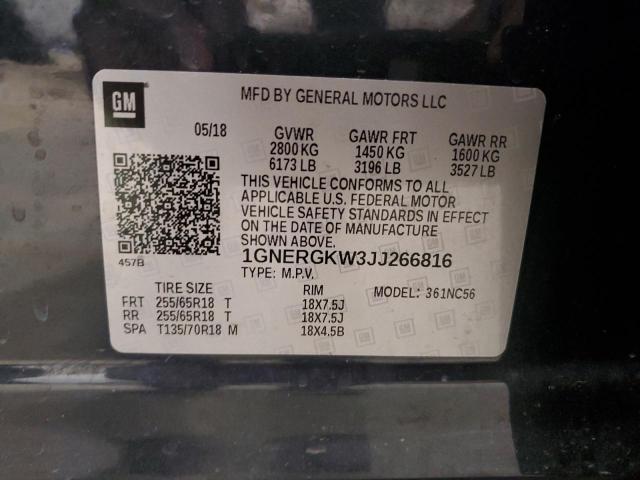 GM
MFD BY GENERAL MOTORS LLC
05/18 GVWR GAWR FRT GAWR RR
2800 KG 1450 KG 1600 KG
6173 LB 3196 LB 3527 LB
THIS VEHICLE CONFORMS TO ALL
APPLICABLE U.S. FEDERAL MOTOR
VEHICLE SAFETY STANDARDS IN EFFECT
ON THE DATE OF MANUFACTURE
SHOWN ABOVE.
457B
1GNERGKW3JJ266816
TYPE: M.P.V. MODEL: 361NC56
TIRE SIZE RIM
FRT 255/65R18 T 18X7.5J
RR 255/65R18 T 18X7.5J
SPA T135/70R18 M 18X4.5B